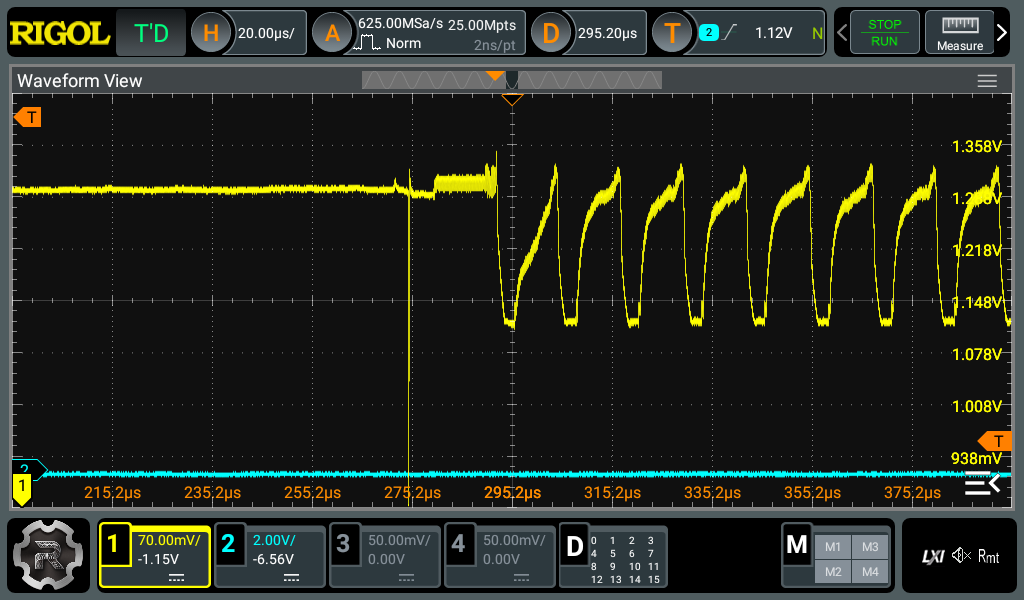 RIGOL T'D H 20.00µs/ A 625.00MSa/s 25.00Mpts Norm 2ns/pt D 295.20µs T 2 1.12V N STOP RUN Measure
Waveform View
T
1.358V
1.288V
1.218V
1.148V
1.078V
1.008V
T
938mV
2
1
215.2µs 235.2µs 255.2µs 275.2µs 295.2µs 315.2µs 335.2µs 355.2µs 375.2µs
1 70.00mV/ 2 2.00V/ 3 50.00mV/ 4 50.00mV/ D 0 1 2 3 M M1 M3
-1.15V -6.56V 0.00V 0.00V 4 5 6 7 LXI Rmt
8 9 10 11 M2 M4
12 13 14 15